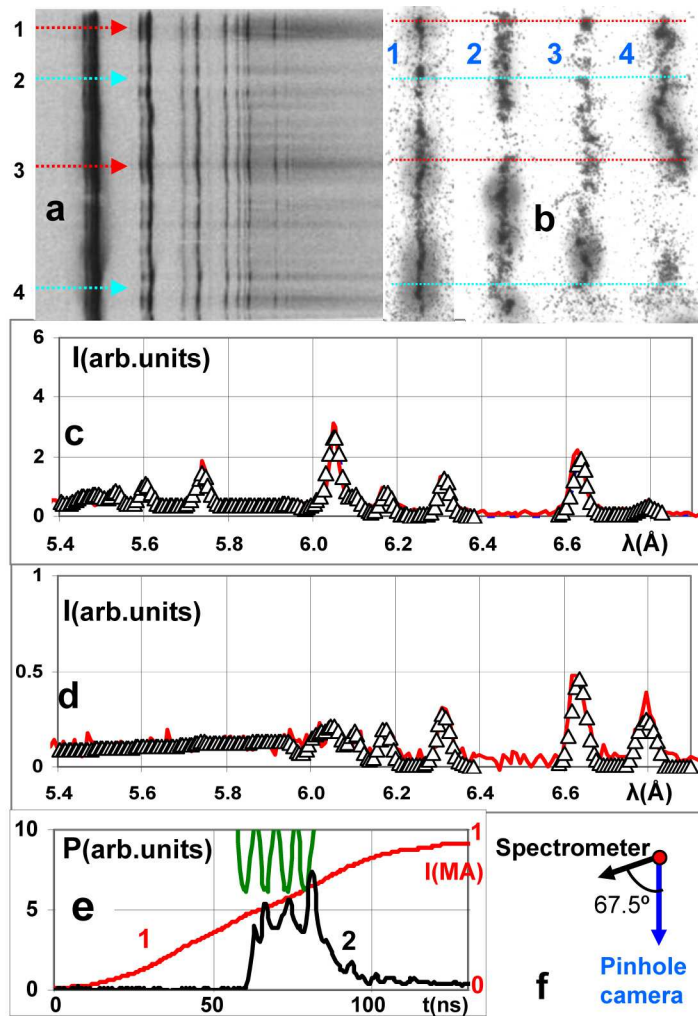 1
2
3
4
a
1 2 3 4
b
6
4
2
0
I(arb.units)
c
5.4 5.6 5.8 6.0 6.2 6.4 6.6 λ(Å)
1
0.5
0
I(arb.units)
d
5.4 5.6 5.8 6.0 6.2 6.4 6.6 λ(Å)
10
5
0
P(arb.units)
1
I(MA)
0
e
1
2
0 50 100 t(ns)
Spectrometer
67.5º
Pinhole
camera
f